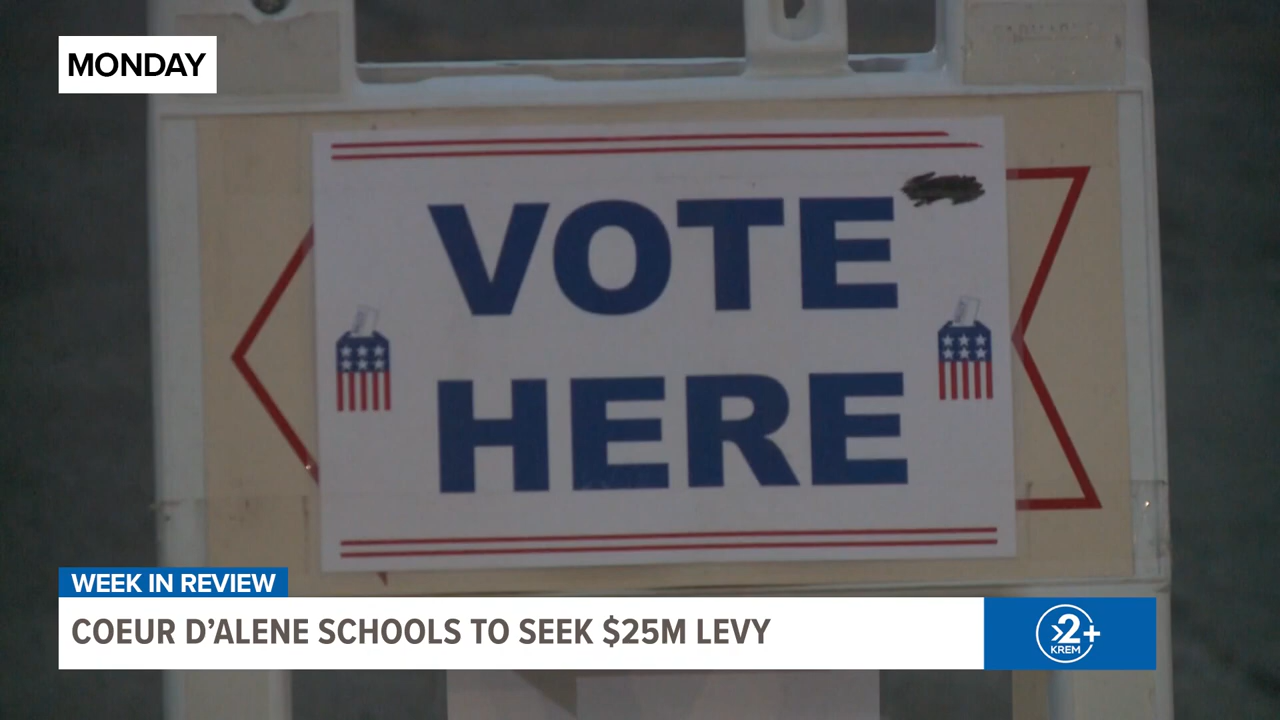 MONDAY
VOTE
HERE
WEEK IN REVIEW
COEUR D'ALENE SCHOOLS TO SEEK $25M LEVY
2+
KREM